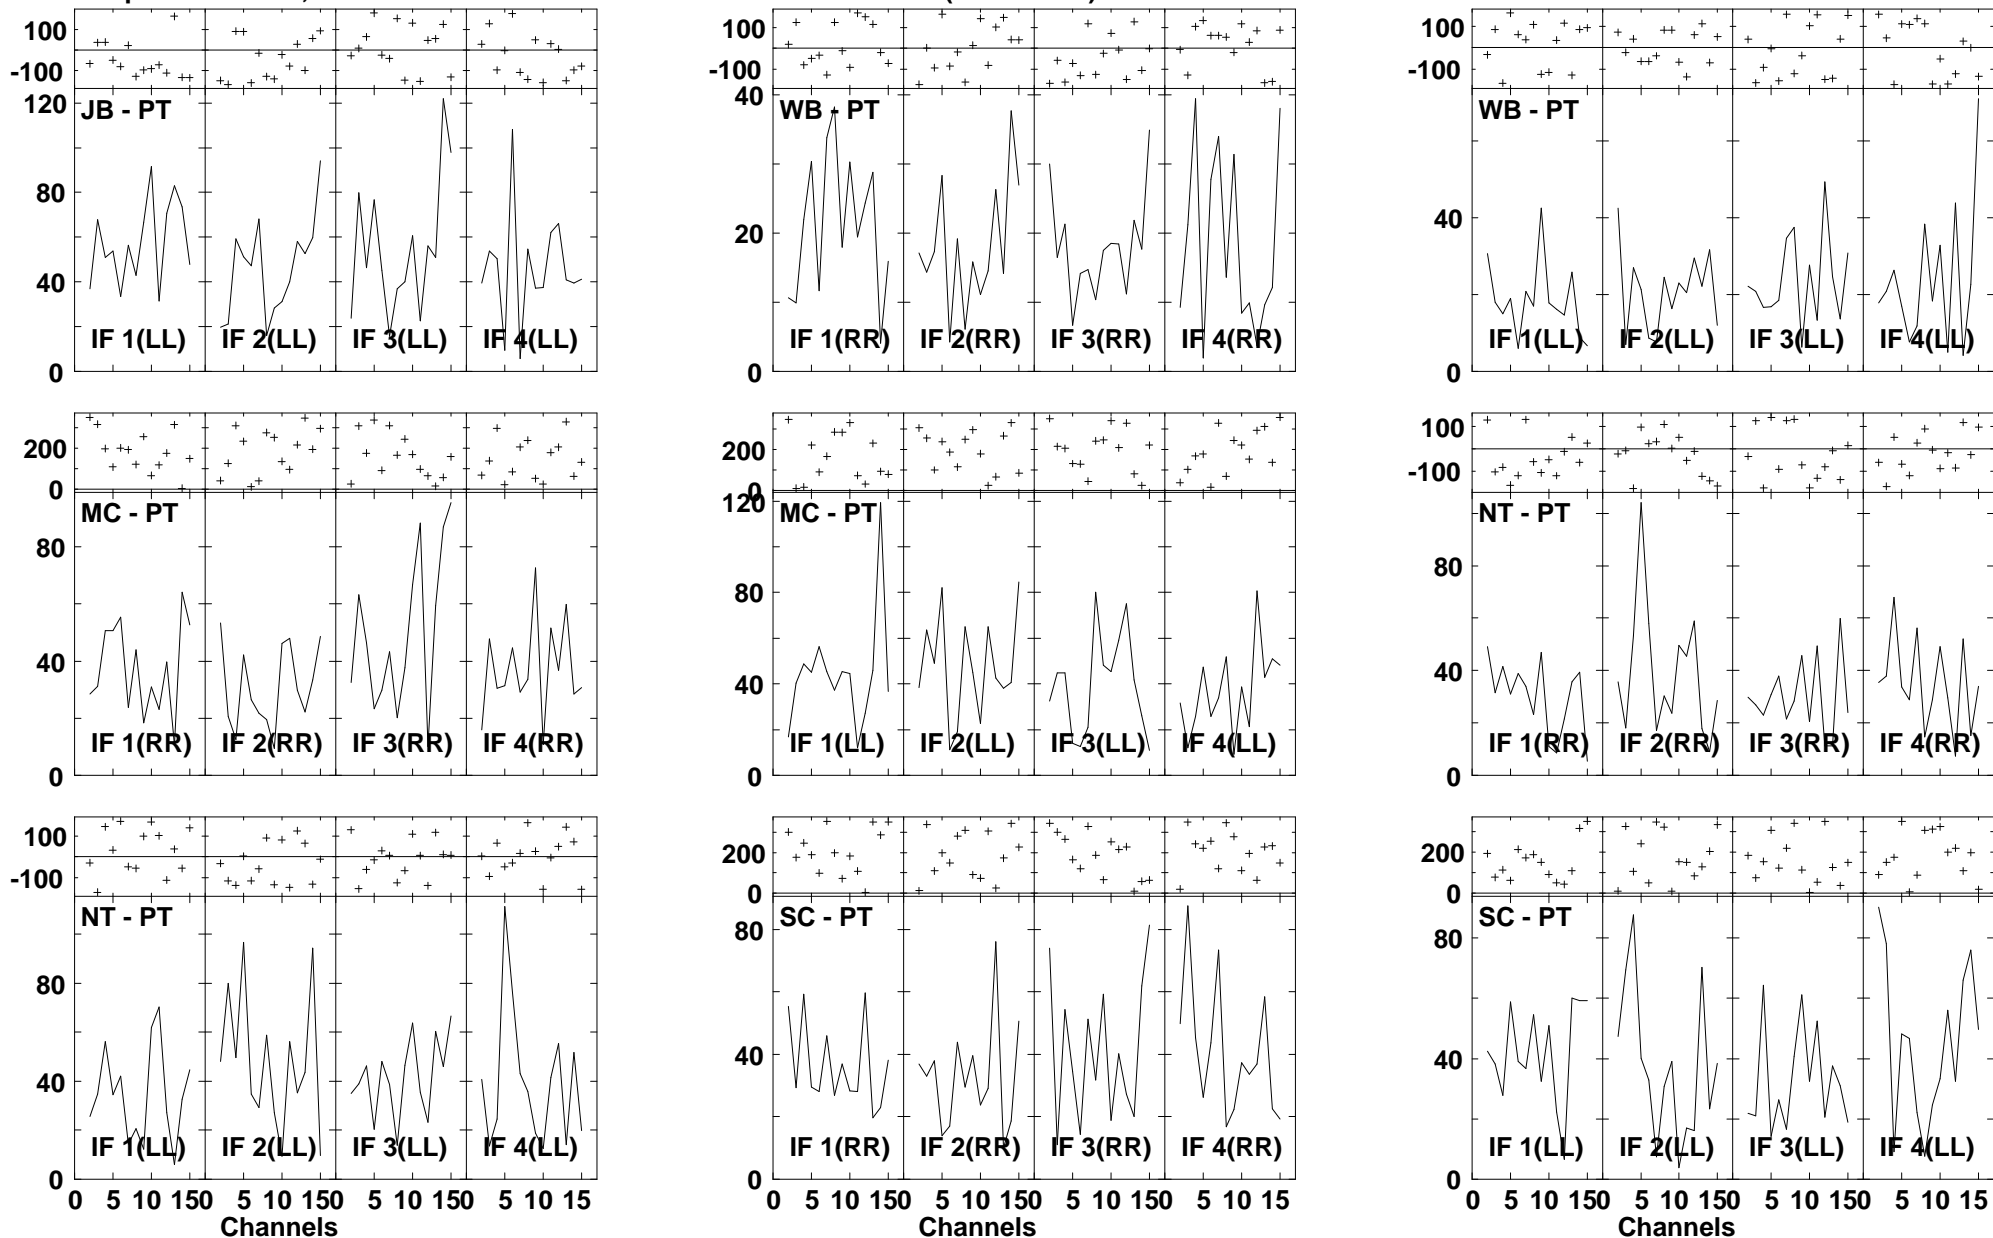 100
-100
JB - PT
120
80
40
0
IF 1(LL) IF 2(LL) IF 3(LL) IF 4(LL)
100
-100
WB - PT
40
20
0
IF 1(RR) IF 2(RR) IF 3(RR) IF 4(RR)
100
-100
WB - PT
40
0
IF 1(LL) IF 2(LL) IF 3(LL) IF 4(LL)
200
0
MC - PT
80
40
0
IF 1(RR) IF 2(RR) IF 3(RR) IF 4(RR)
200
0
MC - PT
120
80
40
0
IF 1(LL) IF 2(LL) IF 3(LL) IF 4(LL)
100
-100
NT - PT
80
40
0
IF 1(RR) IF 2(RR) IF 3(RR) IF 4(RR)
100
-100
NT - PT
80
40
0
IF 1(LL) IF 2(LL) IF 3(LL) IF 4(LL)
0 5 10 150 5 10 150 5 10 150 5 10 15
Channels
200
0
SC - PT
80
40
0
IF 1(RR) IF 2(RR) IF 3(RR) IF 4(RR)
0 5 10 150 5 10 150 5 10 150 5 10 15
Channels
200
0
SC - PT
80
40
0
IF 1(LL) IF 2(LL) IF 3(LL) IF 4(LL)
0 5 10 150 5 10 150 5 10 150 5 10 15
Channels